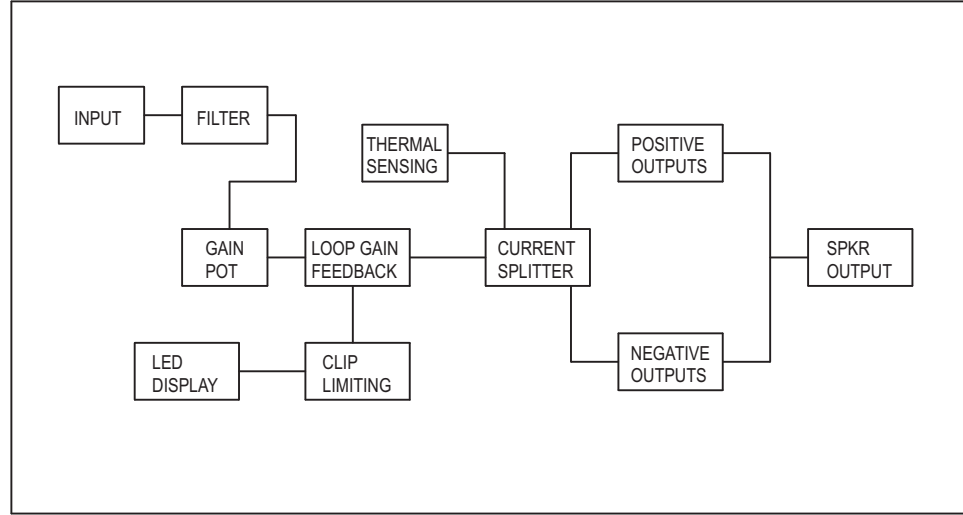 INPUT
FILTER
THERMAL
SENSING
POSITIVE
OUTPUTS
GAIN
POT
LOOP GAIN
FEEDBACK
CURRENT
SPLITTER
SPKR
OUTPUT
LED
DISPLAY
CLIP
LIMITING
NEGATIVE
OUTPUTS